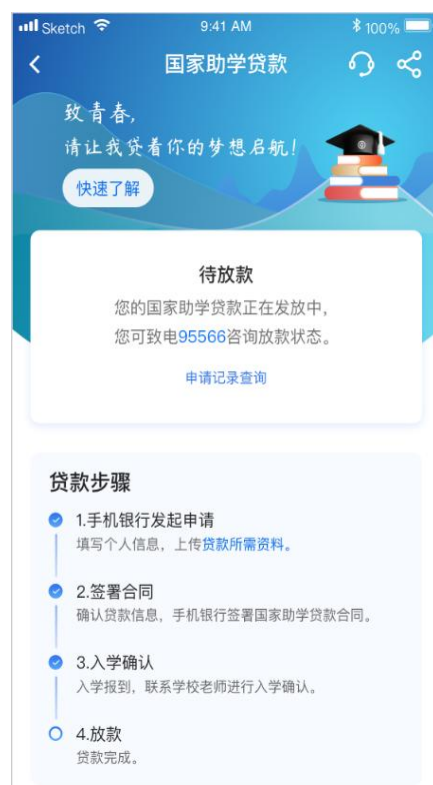 Sketch 9:41 AM 100%
国家助学贷款
致青春，
请让我贷着你的梦想启航！
快速了解
待放款
您的国家助学贷款正在发放中，
您可致电95566咨询放款状态。
申请记录查询
贷款步骤
1.手机银行发起申请
填写个人信息，上传贷款所需资料。
2.签署合同
确认贷款信息，手机银行签署国家助学贷款合同。
3.入学确认
入学报到，联系学校老师进行入学确认。
4.放款
贷款完成。